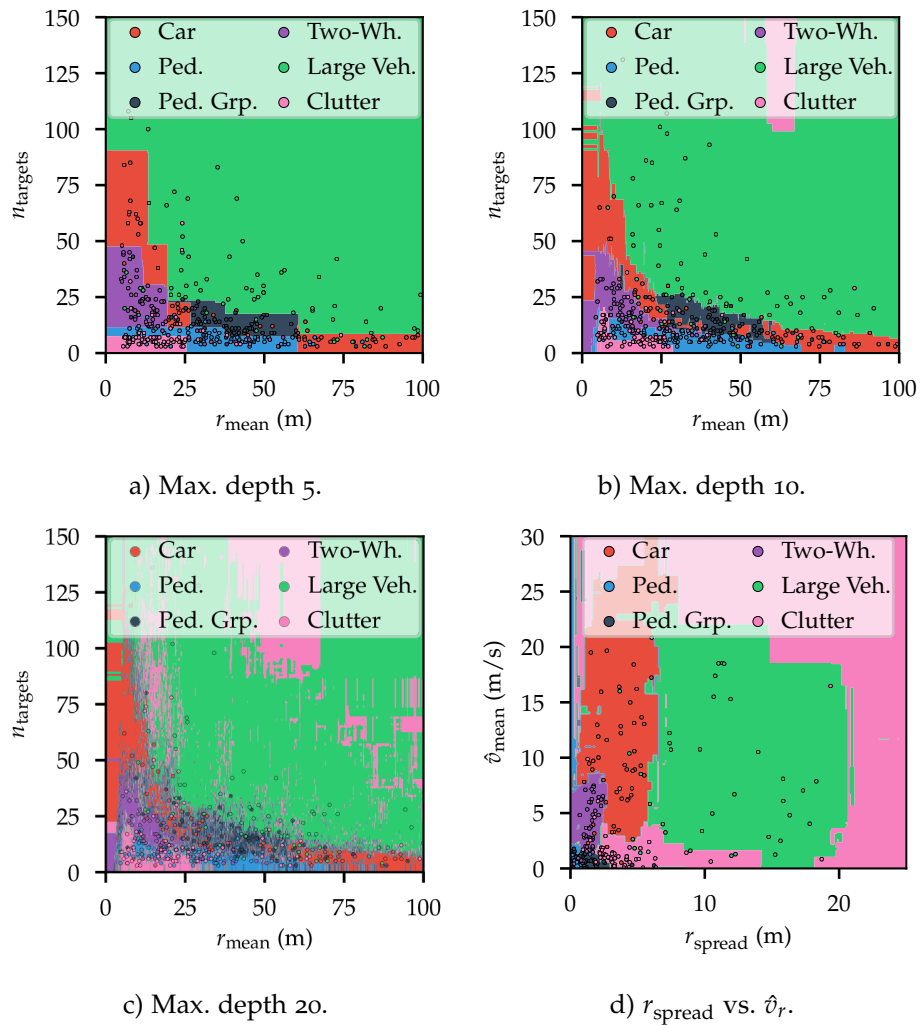 150
125
100
75
50
25
0
n_targets
Car
Two-Wh.
Ped.
Large Veh.
Ped. Grp.
Clutter
0 25 50 75 100
r_mean (m)
a) Max. depth 5.
150
125
100
75
50
25
0
n_targets
Car
Two-Wh.
Ped.
Large Veh.
Ped. Grp.
Clutter
0 25 50 75 100
r_mean (m)
b) Max. depth 10.
150
125
100
75
50
25
0
n_targets
Car
Two-Wh.
Ped.
Large Veh.
Ped. Grp.
Clutter
0 25 50 75 100
r_mean (m)
c) Max. depth 20.
30
25
20
15
10
5
0
v̂_mean (m/s)
Car
Two-Wh.
Ped.
Large Veh.
Ped. Grp.
Clutter
0 10 20
r_spread (m)
d) r_spread vs. v̂_r.